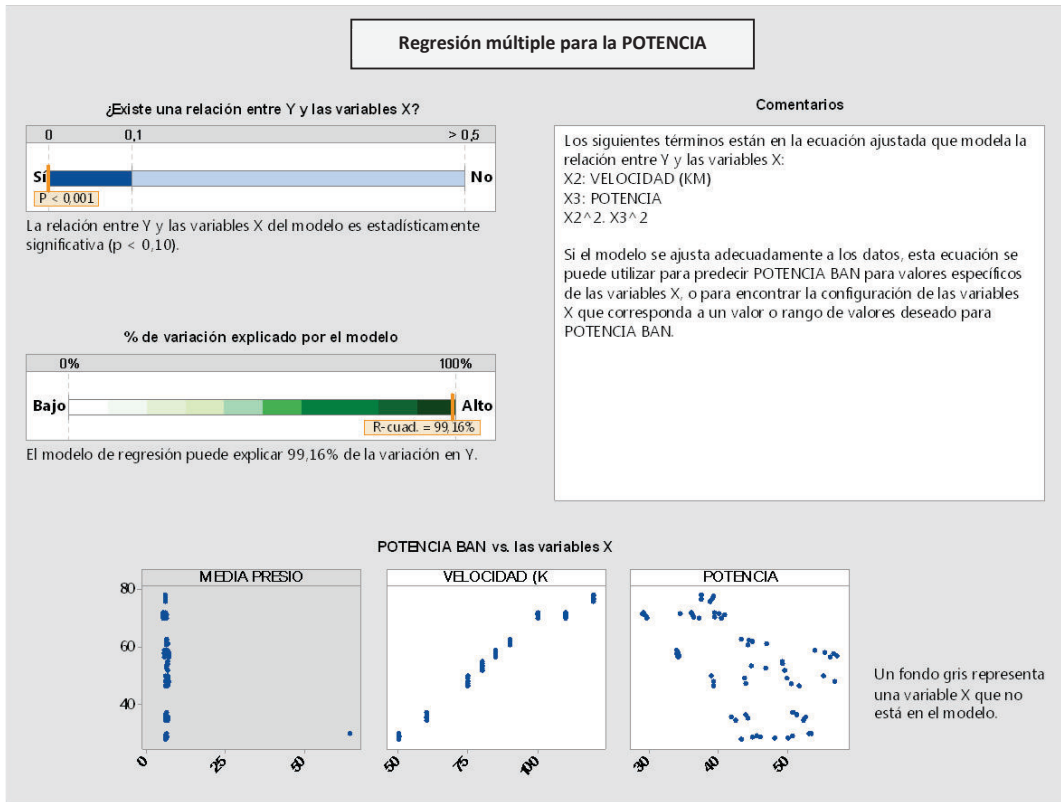 Regresión múltiple para la POTENCIA
¿Existe una relación entre Y y las variables X?
0 0,1 > 0,5
Sí No
P < 0,001
La relación entre Y y las variables X del modelo es estadísticamente
significativa (p < 0,10).
% de variación explicado por el modelo
0% 100%
Bajo Alto
R-cuad. = 99,16%
El modelo de regresión puede explicar 99,16% de la variación en Y.
Comentarios
Los siguientes términos están en la ecuación ajustada que modela la
relación entre Y y las variables X:
X2: VELOCIDAD (KM)
X3: POTENCIA
X2^2. X3^2
Si el modelo se ajusta adecuadamente a los datos, esta ecuación se
puede utilizar para predecir POTENCIA BAN para valores específicos
de las variables X, o para encontrar la configuración de las variables
X que corresponda a un valor o rango de valores deseado para
POTENCIA BAN.
POTENCIA BAN vs. las variables X
MEDIA PRESIO VELOCIDAD (K POTENCIA
80
60
40
0 25 50 50 75 100 30 40 50
Un fondo gris representa
una variable X que no
está en el modelo.